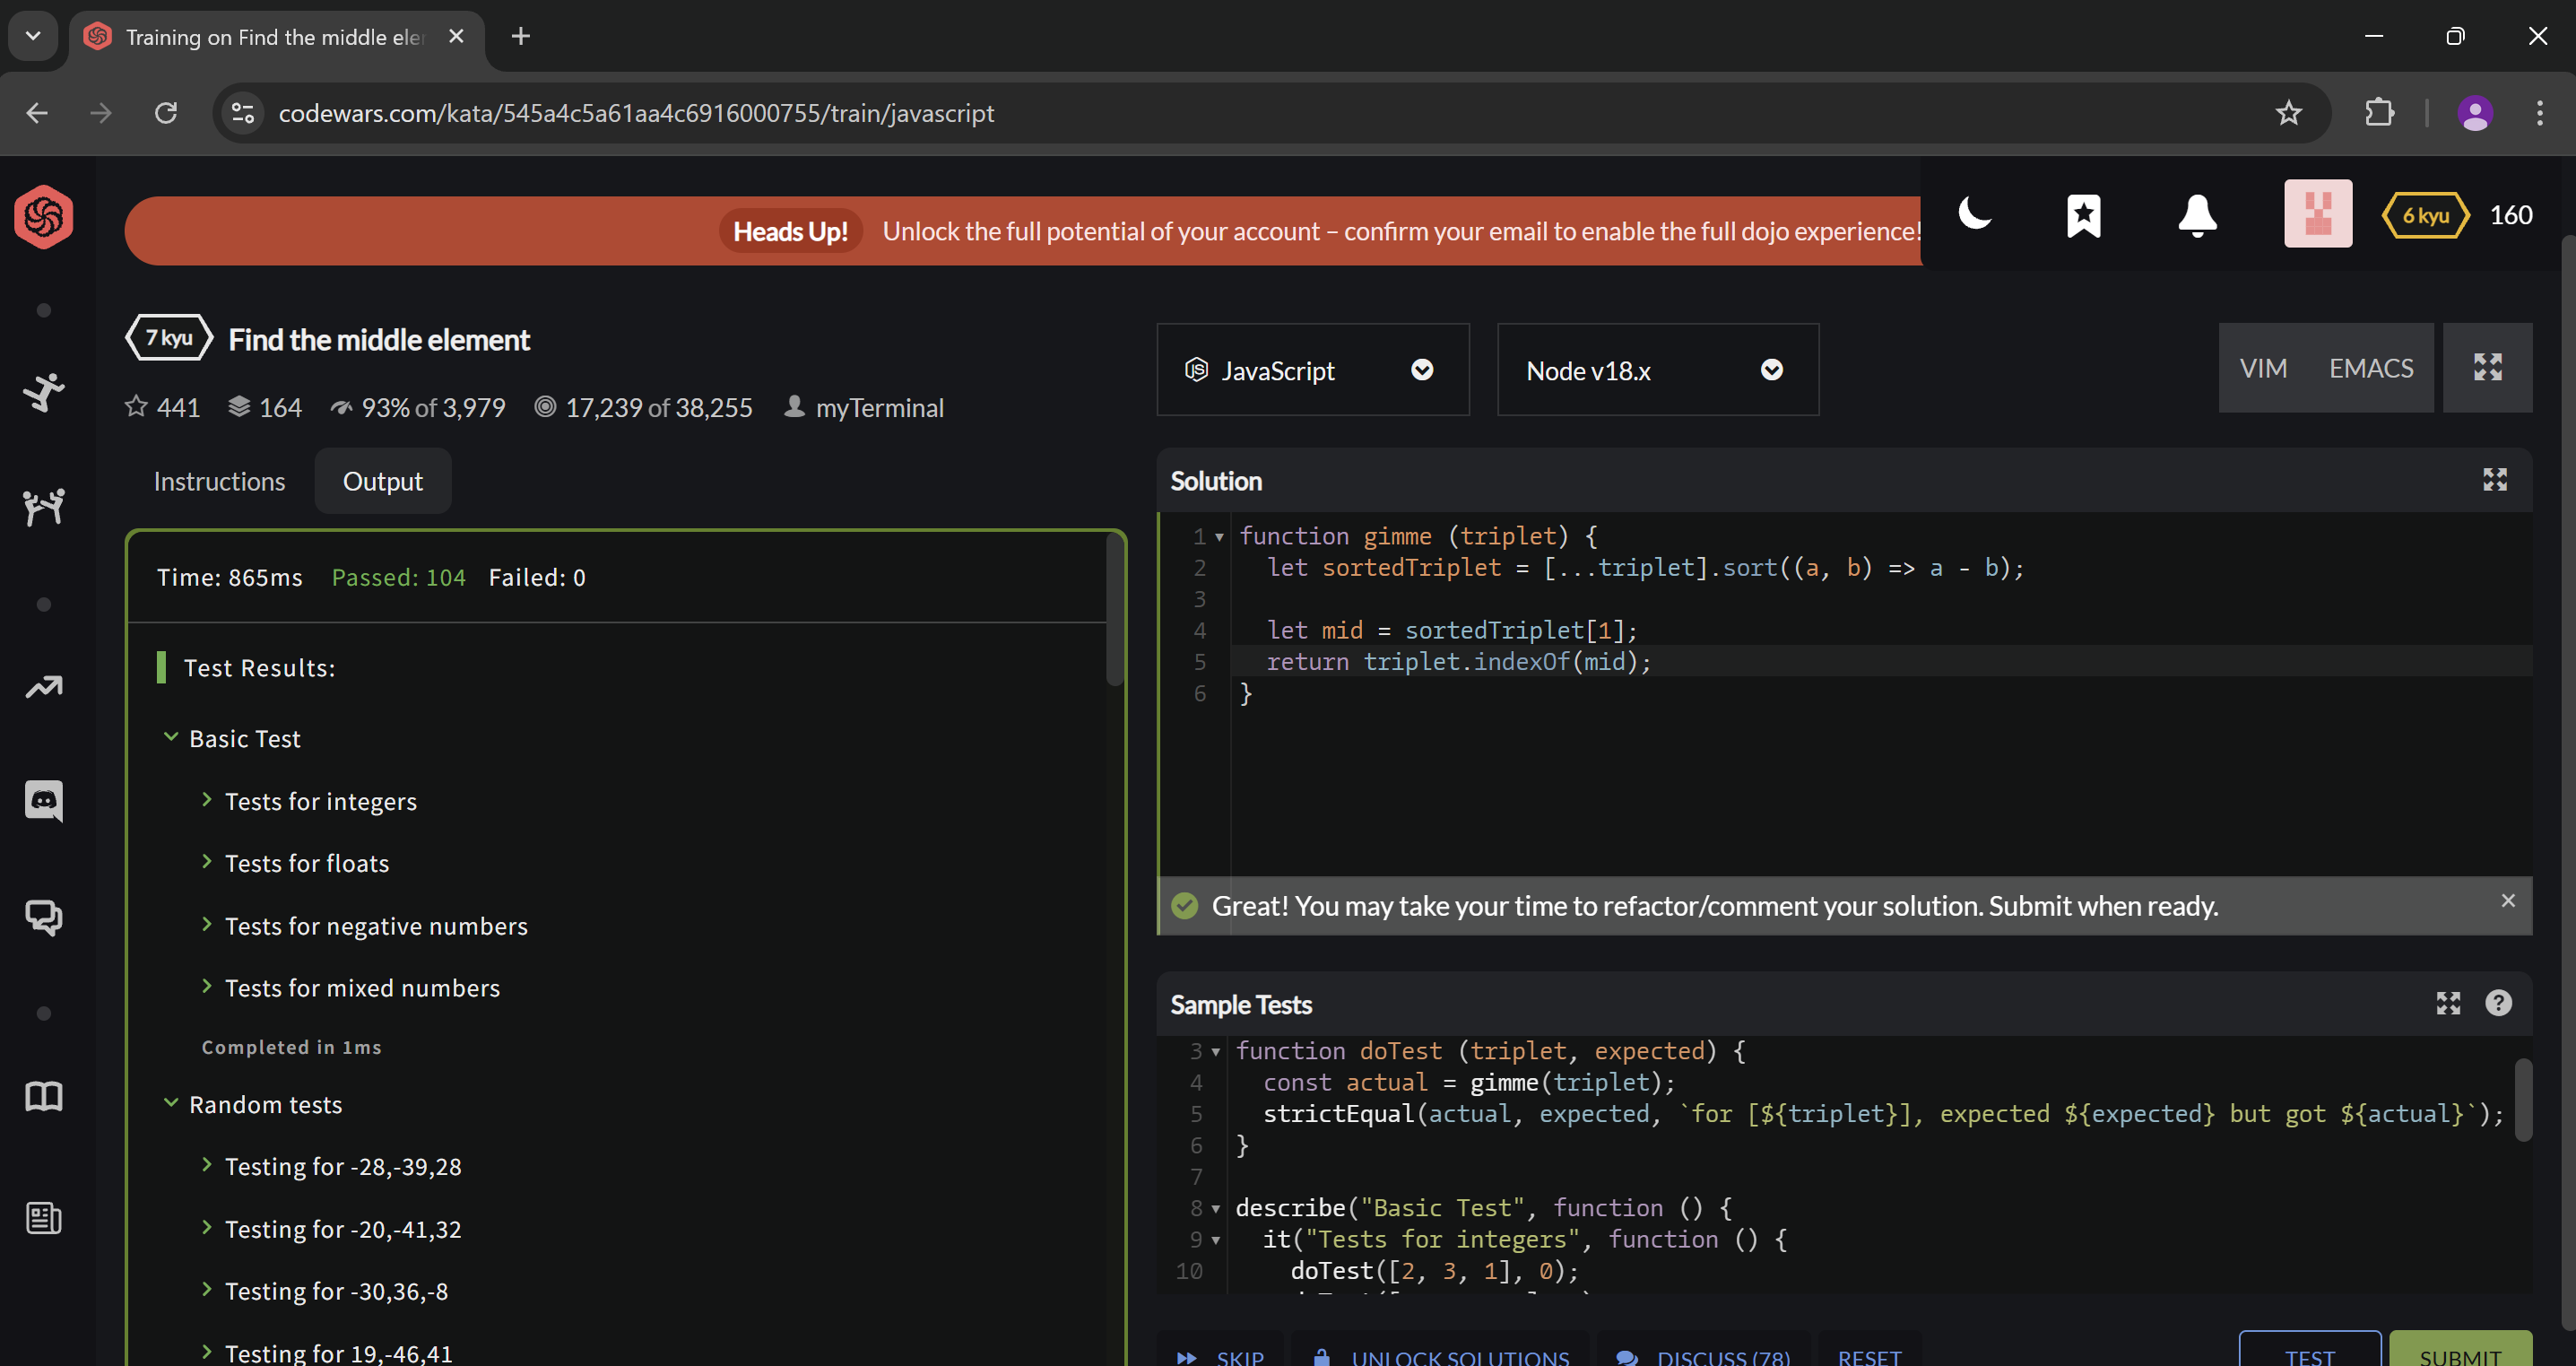 Training on Find the middle ele
codewars.com/kata/545a4c5a61aa4c6916000755/train/javascript
Heads Up! Unlock the full potential of your account – confirm your email to enable the full dojo experience!
6 kyu 160
7 kyu Find the middle element
441 164 93% of 3,979 17,239 of 38,255 myTerminal
JavaScript
Node v18.x
VIM EMACS
Instructions Output
Time: 865ms Passed: 104 Failed: 0
Test Results:
Basic Test
Tests for integers
Tests for floats
Tests for negative numbers
Tests for mixed numbers
Completed in 1ms
Random tests
Testing for -28,-39,28
Testing for -20,-41,32
Testing for -30,36,-8
Testing for 19,-46,41
Solution
1 function gimme (triplet) {
2 let sortedTriplet = [...triplet].sort((a, b) => a - b);
3
4 let mid = sortedTriplet[1];
5 return triplet.indexOf(mid);
6 }
Great! You may take your time to refactor/comment your solution. Submit when ready.
Sample Tests
3 function doTest (triplet, expected) {
4 const actual = gimme(triplet);
5 strictEqual(actual, expected, `for [${triplet}], expected ${expected} but got ${actual}`);
6 }
7
8 describe("Basic Test", function () {
9 it("Tests for integers", function () {
10 doTest([2, 3, 1], 0);
SKIP UNLOCK SOLUTIONS DISCUSS (78) RESET TEST SUBMIT